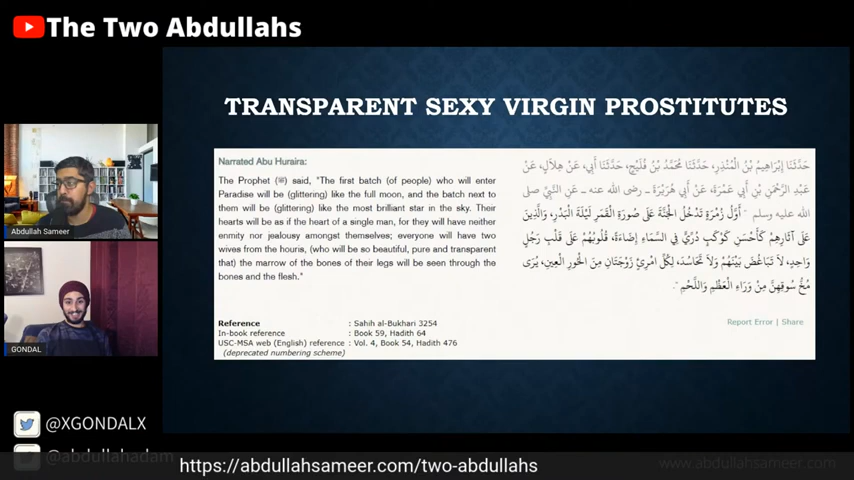 The Two Abdullahs
TRANSPARENT SEXY VIRGIN PROSTITUTES
Narrated Abu Huraira:
The Prophet (ﷺ) said, "The first batch (of people) who will enter
Paradise will be (glittering) like the full moon, and the batch next to
them will be (glittering) like the most brilliant star in the sky. Their
hearts will be as if the heart of a single man, for they will have neither
enmity nor jealousy amongst themselves; everyone will have two
wives from the houris, (who will be so beautiful, pure and transparent
that) the marrow of the bones of their legs will be seen through the
bones and the flesh."
حَدَّثَنَا إِبْرَاهِيمُ بْنُ الْمُنْذِرِ، حَدَّثَنَا مُحَمَّدُ بْنُ فُلَيْحٍ، حَدَّثَنَا أَبِي، عَنْ هِلاَلٍ، عَنْ
عَبْدِ الرَّحْمَنِ بْنِ أَبِي عَمْرَةَ، عَنْ أَبِي هُرَيْرَةَ ـ رضى الله عنه ـ عَنِ النَّبِيِّ صلى
الله عليه وسلم " أَوَّلُ زُمْرَةٍ تَدْخُلُ الْجَنَّةَ عَلَى صُورَةِ الْقَمَرِ لَيْلَةَ الْبَدْرِ، وَالَّذِينَ
عَلَى آثَارِهِمْ كَأَحْسَنِ كَوْكَبٍ دُرِّيٍّ فِي السَّمَاءِ إِضَاءَةً، قُلُوبُهُمْ عَلَى قَلْبِ رَجُلٍ
وَاحِدٍ، لاَ تَبَاغُضَ بَيْنَهُمْ وَلاَ تَحَاسُدَ، لِكُلِّ امْرِئٍ زَوْجَتَانِ مِنَ الْحُورِ الْعِينِ، يُرَى
مُخُّ سُوقِهِنَّ مِنْ وَرَاءِ الْعَظْمِ وَاللَّحْمِ ".
Reference : Sahih al-Bukhari 3254
In-book reference : Book 59, Hadith 64
USC-MSA web (English) reference : Vol. 4, Book 54, Hadith 476
(deprecated numbering scheme)
Report Error | Share
Abdullah Sameer
GONDAL
@XGONDALX
@abdullahadam
https://abdullahsameer.com/two-abdullahs
www.abdullahsameer.com